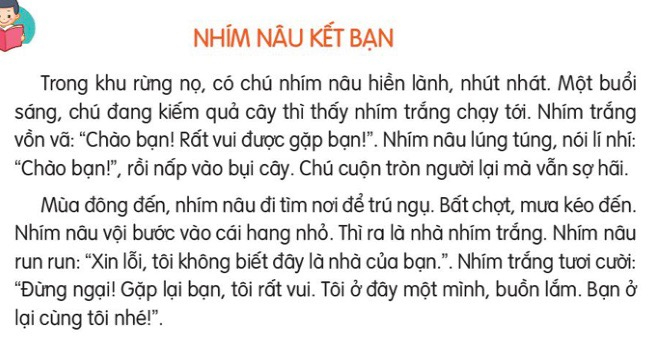 NHÍM NÂU KẾT BẠN
Trong khu rừng nọ, có chú nhím nâu hiền lành, nhút nhát. Một buổi
sáng, chú đang kiếm quả cây thì thấy nhím trắng chạy tới. Nhím trắng
vồn vã: “Chào bạn! Rất vui được gặp bạn!”. Nhím nâu lúng túng, nói lí nhí:
“Chào bạn!”, rồi nấp vào bụi cây. Chú cuộn tròn người lại mà vẫn sợ hãi.
Mùa đông đến, nhím nâu đi tìm nơi để trú ngụ. Bất chợt, mưa kéo đến.
Nhím nâu vội bước vào cái hang nhỏ. Thì ra là nhà nhím trắng. Nhím nâu
run run: “Xin lỗi, tôi không biết đây là nhà của bạn.”. Nhím trắng tươi cười:
“Đừng ngại! Gặp lại bạn, tôi rất vui. Tôi ở đây một mình, buồn lắm. Bạn ở
lại cùng tôi nhé!”.